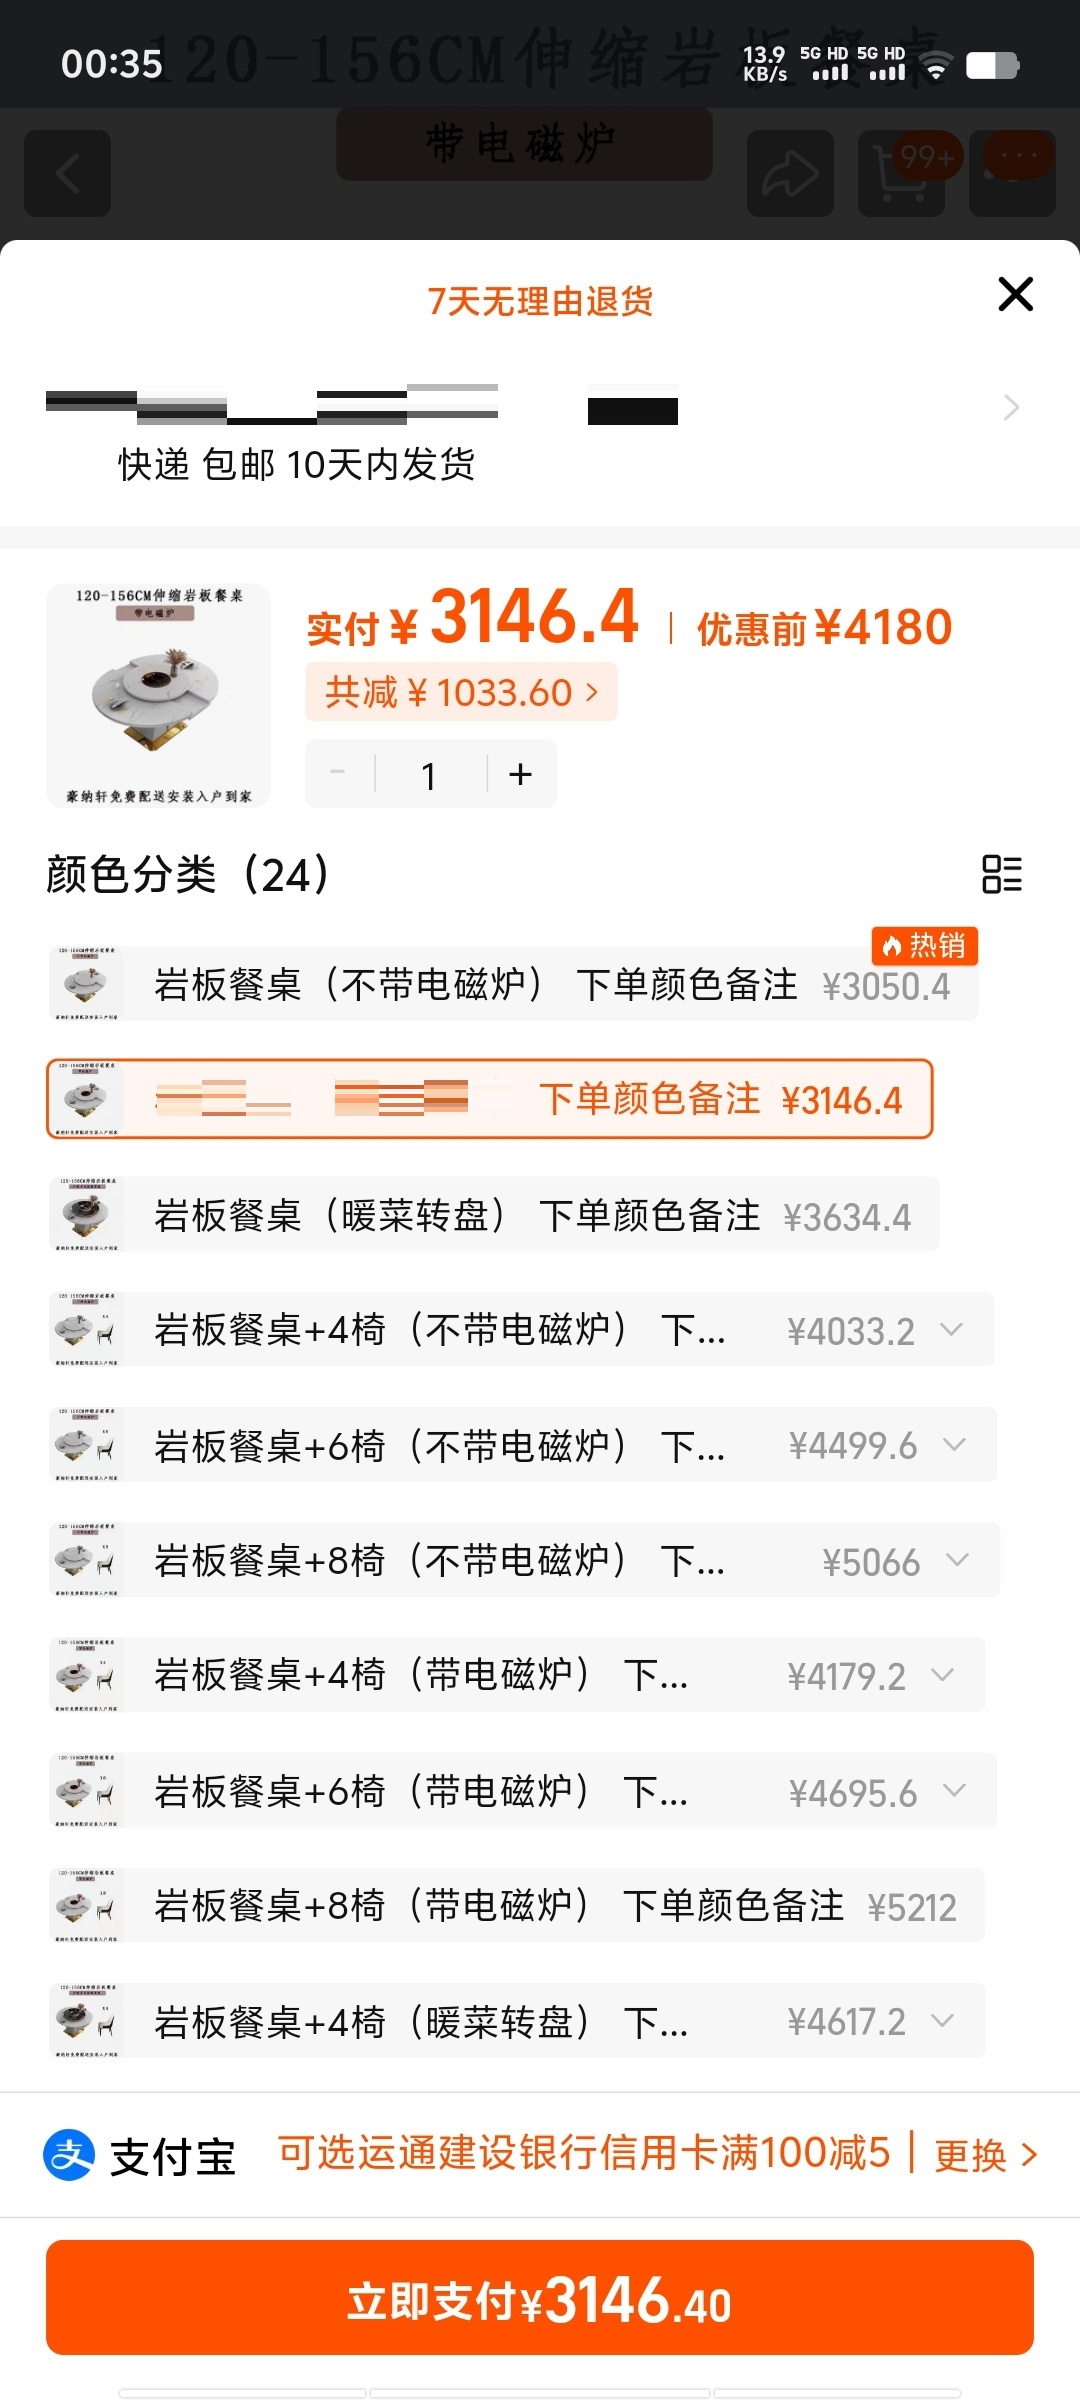 00:35
13.9 KB/s 5G HD 5G HD
120-156CM伸缩岩板餐桌
带电磁炉
99+
7天无理由退货
快递 包邮 10天内发货
120-156CM伸缩岩板餐桌
带电磁炉
豪纳轩免费配送安装入户到家
实付¥3146.4 | 优惠前¥4180
共减¥1033.60 >
- 1 +
颜色分类（24）
热销
岩板餐桌（不带电磁炉） 下单颜色备注 ¥3050.4
下单颜色备注 ¥3146.4
岩板餐桌（暖菜转盘） 下单颜色备注 ¥3634.4
岩板餐桌+4椅（不带电磁炉） 下... ¥4033.2
岩板餐桌+6椅（不带电磁炉） 下... ¥4499.6
岩板餐桌+8椅（不带电磁炉） 下... ¥5066
岩板餐桌+4椅（带电磁炉） 下... ¥4179.2
岩板餐桌+6椅（带电磁炉） 下... ¥4695.6
岩板餐桌+8椅（带电磁炉） 下单颜色备注 ¥5212
岩板餐桌+4椅（暖菜转盘） 下... ¥4617.2
支 支付宝 可选运通建设银行信用卡满100减5 | 更换 >
立即支付¥3146.40